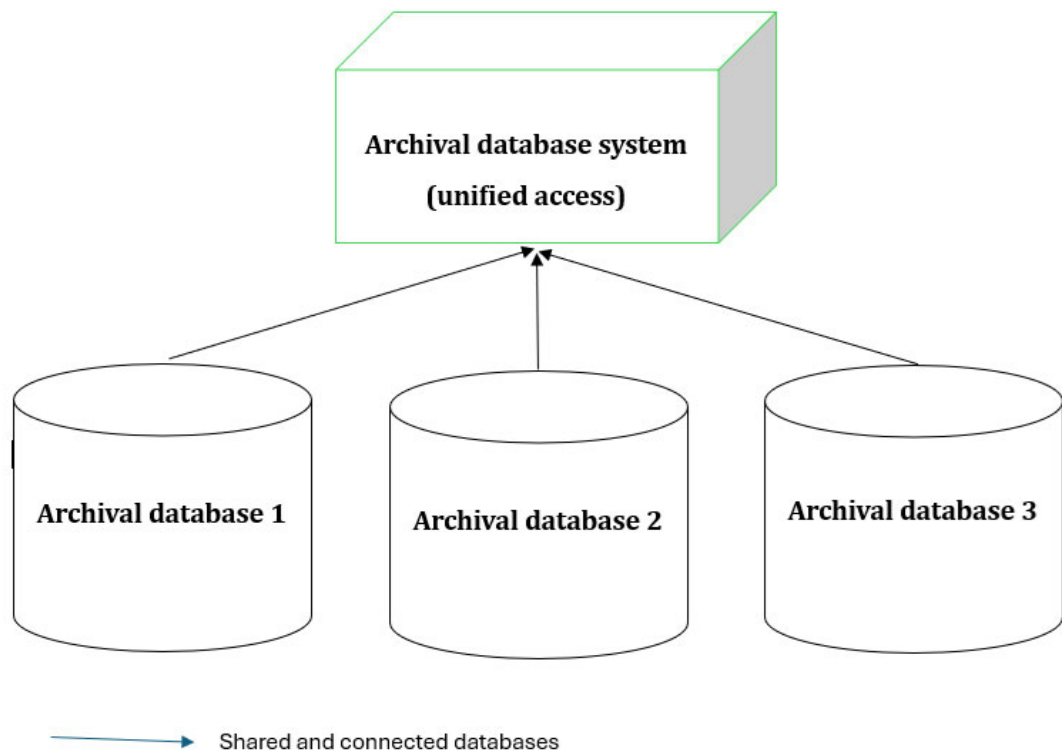 Archival database system
(unified access)
Archival database 1
Archival database 2
Archival database 3
Shared and connected databases